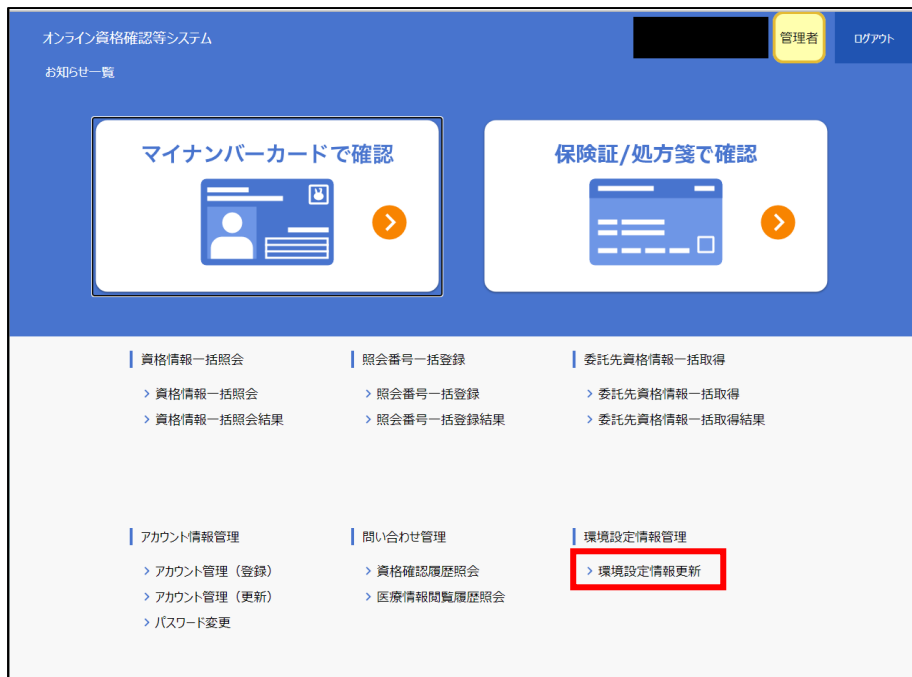 オンライン資格確認等システム
管理者
ログアウト
お知らせ一覧
マイナンバーカードで確認
保険証/処方箋で確認
資格情報一括照会
照会番号一括登録
委託先資格情報一括取得
資格情報一括照会
照会番号一括登録
委託先資格情報一括取得
資格情報一括照会結果
照会番号一括登録結果
委託先資格情報一括取得結果
アカウント情報管理
問い合わせ管理
環境設定情報管理
アカウント管理（登録）
資格確認履歴照会
環境設定情報更新
アカウント管理（更新）
医療情報閲覧履歴照会
パスワード変更